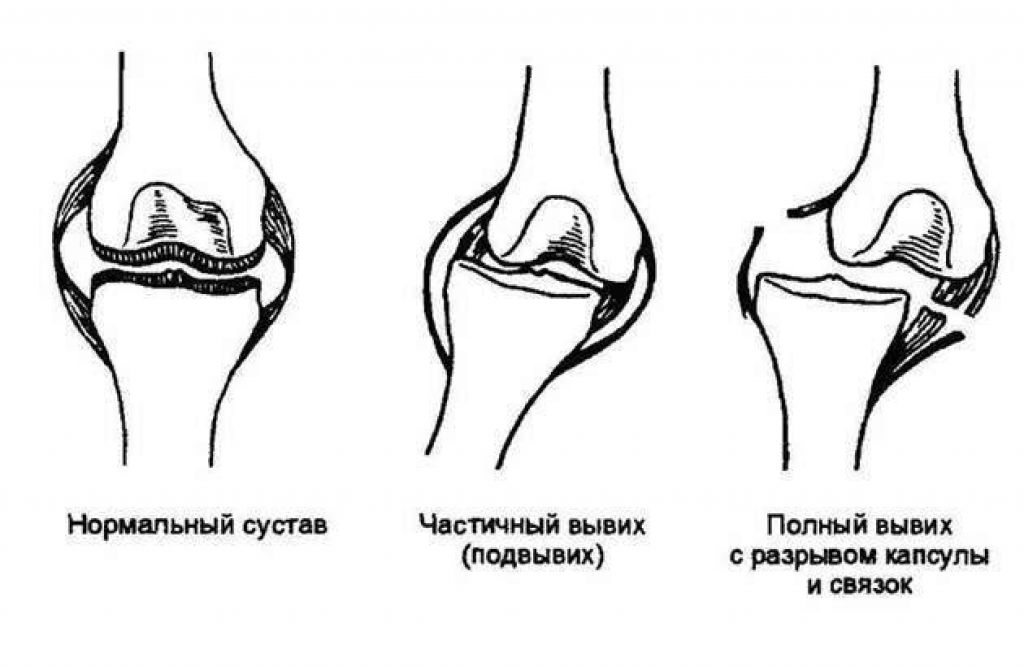 Нормальный сустав
Частичный вывих
(подвывих)
Полный вывих
с разрывом капсулы
и связок